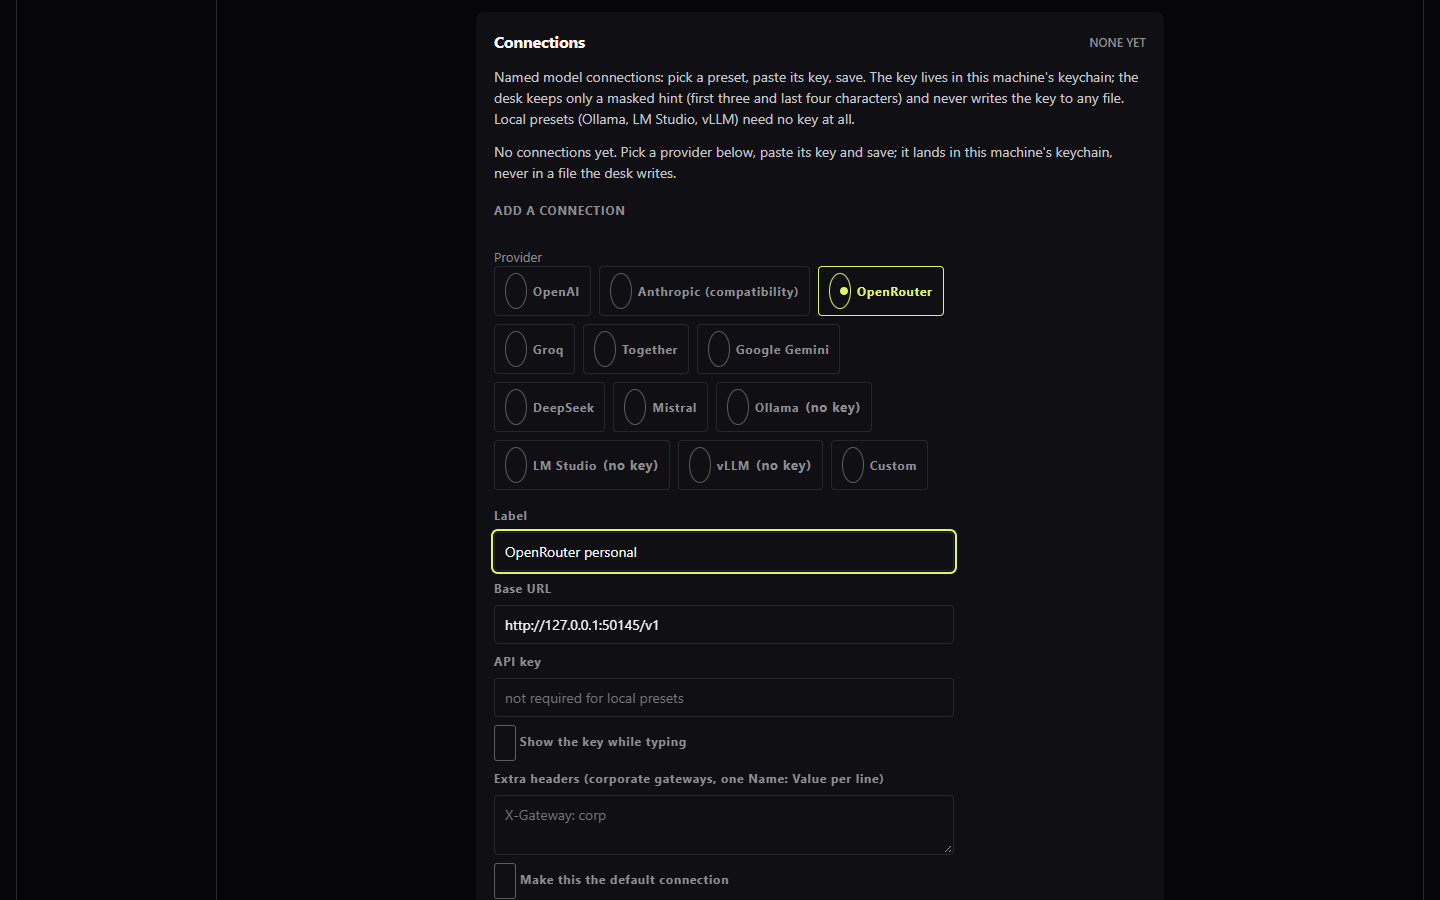 Connections
NONE YET
Named model connections: pick a preset, paste its key, save. The key lives in this machine's keychain; the
desk keeps only a masked hint (first three and last four characters) and never writes the key to any file.
Local presets (Ollama, LM Studio, vLLM) need no key at all.
No connections yet. Pick a provider below, paste its key and save; it lands in this machine's keychain,
never in a file the desk writes.
ADD A CONNECTION
Provider
OpenAI
Anthropic (compatibility)
OpenRouter
Groq
Together
Google Gemini
DeepSeek
Mistral
Ollama (no key)
LM Studio (no key)
vLLM (no key)
Custom
Label
OpenRouter personal
Base URL
http://127.0.0.1:50145/v1
API key
not required for local presets
Show the key while typing
Extra headers (corporate gateways, one Name: Value per line)
X-Gateway: corp
Make this the default connection